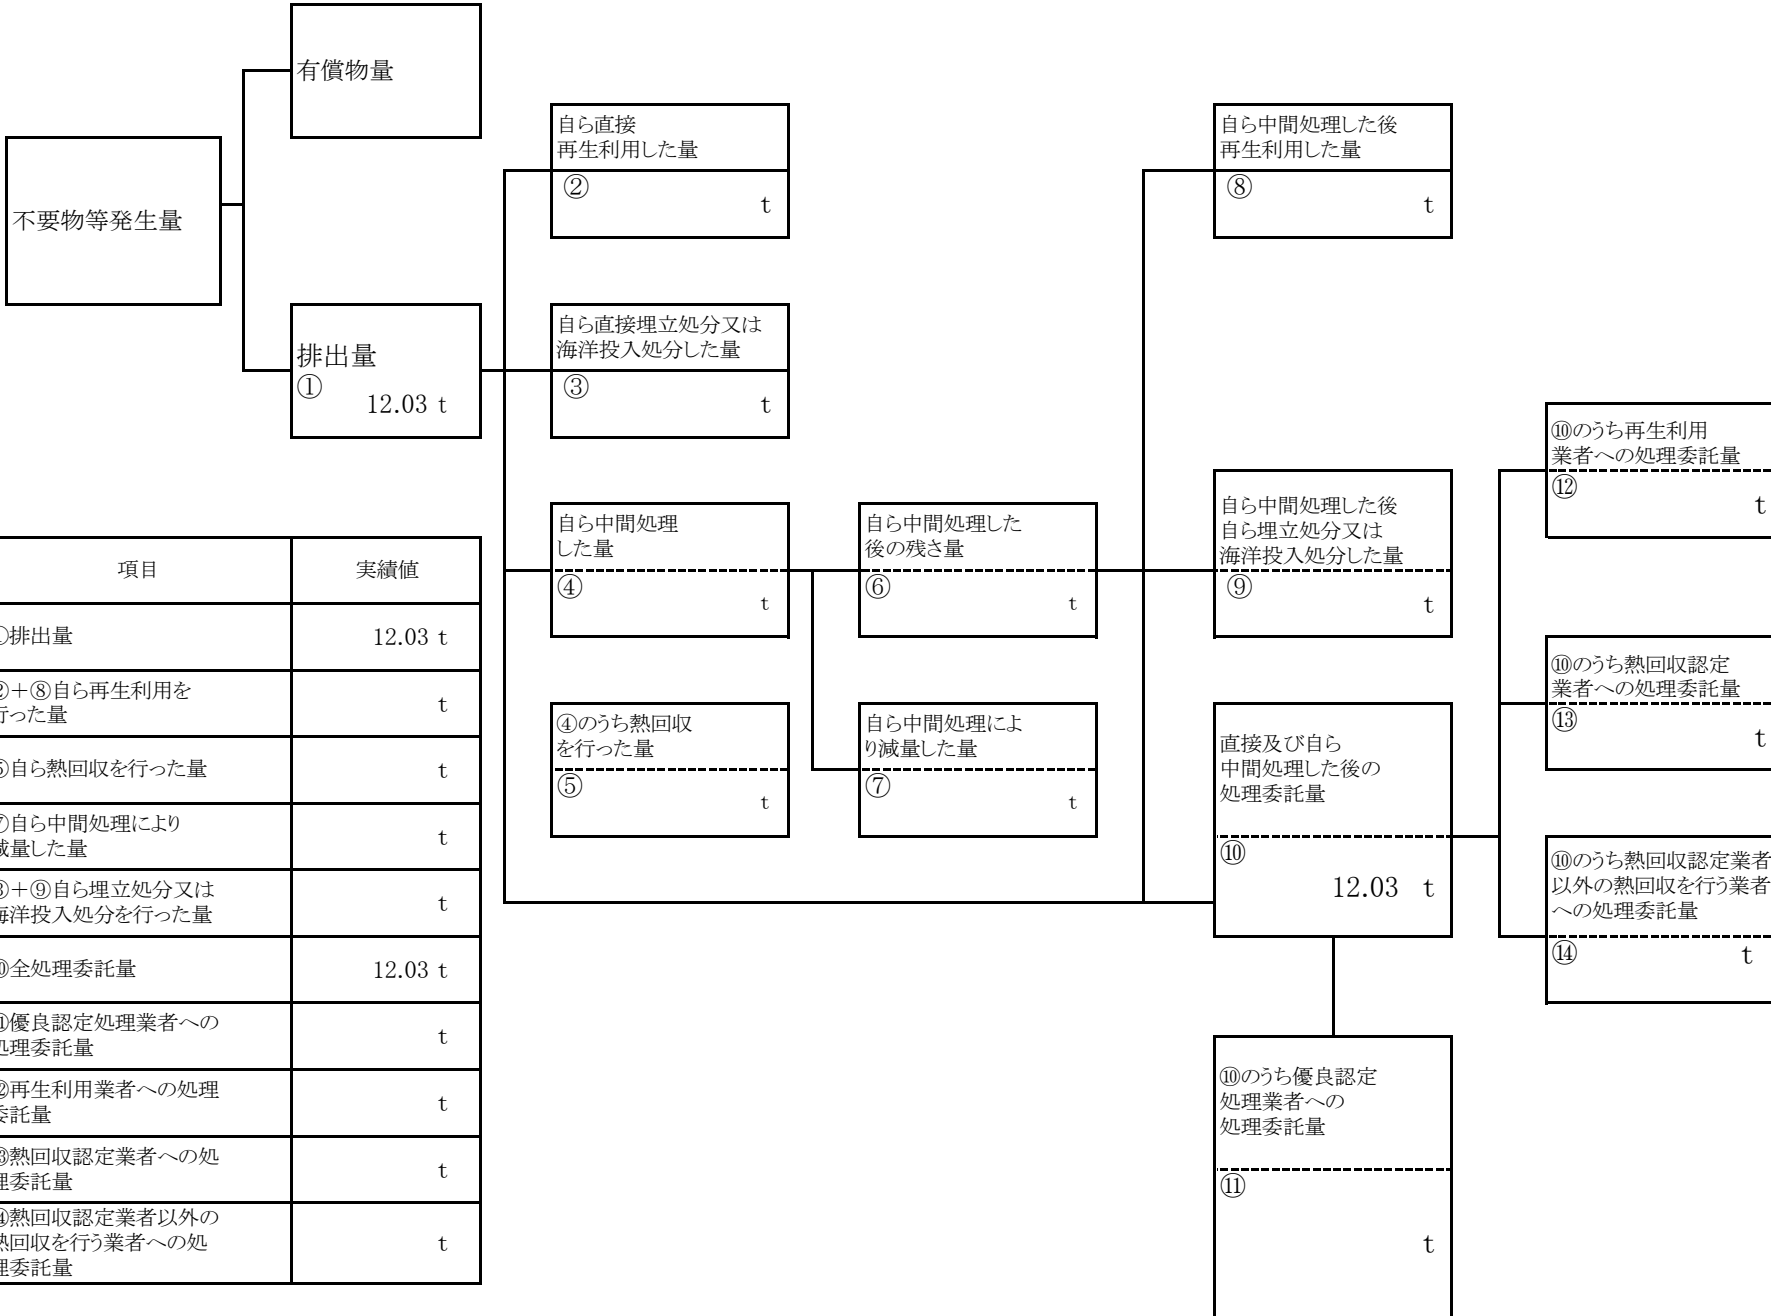 有償物量
不要物等発生量
排出量
①
12.03 t
自ら直接
再生利用した量
②
t
自ら直接埋立処分又は
海洋投入処分した量
③
t
自ら中間処理
した量
④
t
④のうち熱回収
を行った量
⑤
t
自ら中間処理した
後の残さ量
⑥
t
自ら中間処理によ
り減量した量
⑦
t
自ら中間処理した後
再生利用した量
⑧
t
自ら中間処理した後
自ら埋立処分又は
海洋投入処分した量
⑨
t
直接及び自ら
中間処理した後の
処理委託量
⑩
12.03 t
⑩のうち優良認定
処理業者への
処理委託量
⑪
t
⑩のうち再生利用
業者への処理委託量
⑫
t
⑩のうち熱回収認定
業者への処理委託量
⑬
t
⑩のうち熱回収認定業者
以外の熱回収を行う業者
への処理委託量
⑭
t
項目 実績値
①排出量 12.03 t
②＋⑧自ら再生利用を
行った量
t
⑤自ら熱回収を行った量 t
⑦自ら中間処理により
減量した量
t
③＋⑨自ら埋立処分又は
海洋投入処分を行った量
t
⑩全処理委託量 12.03 t
⑪優良認定処理業者への
処理委託量
t
⑫再生利用業者への処理
委託量
t
⑬熱回収認定業者への処
理委託量
t
⑭熱回収認定業者以外の
熱回収を行う業者への処
理委託量
t